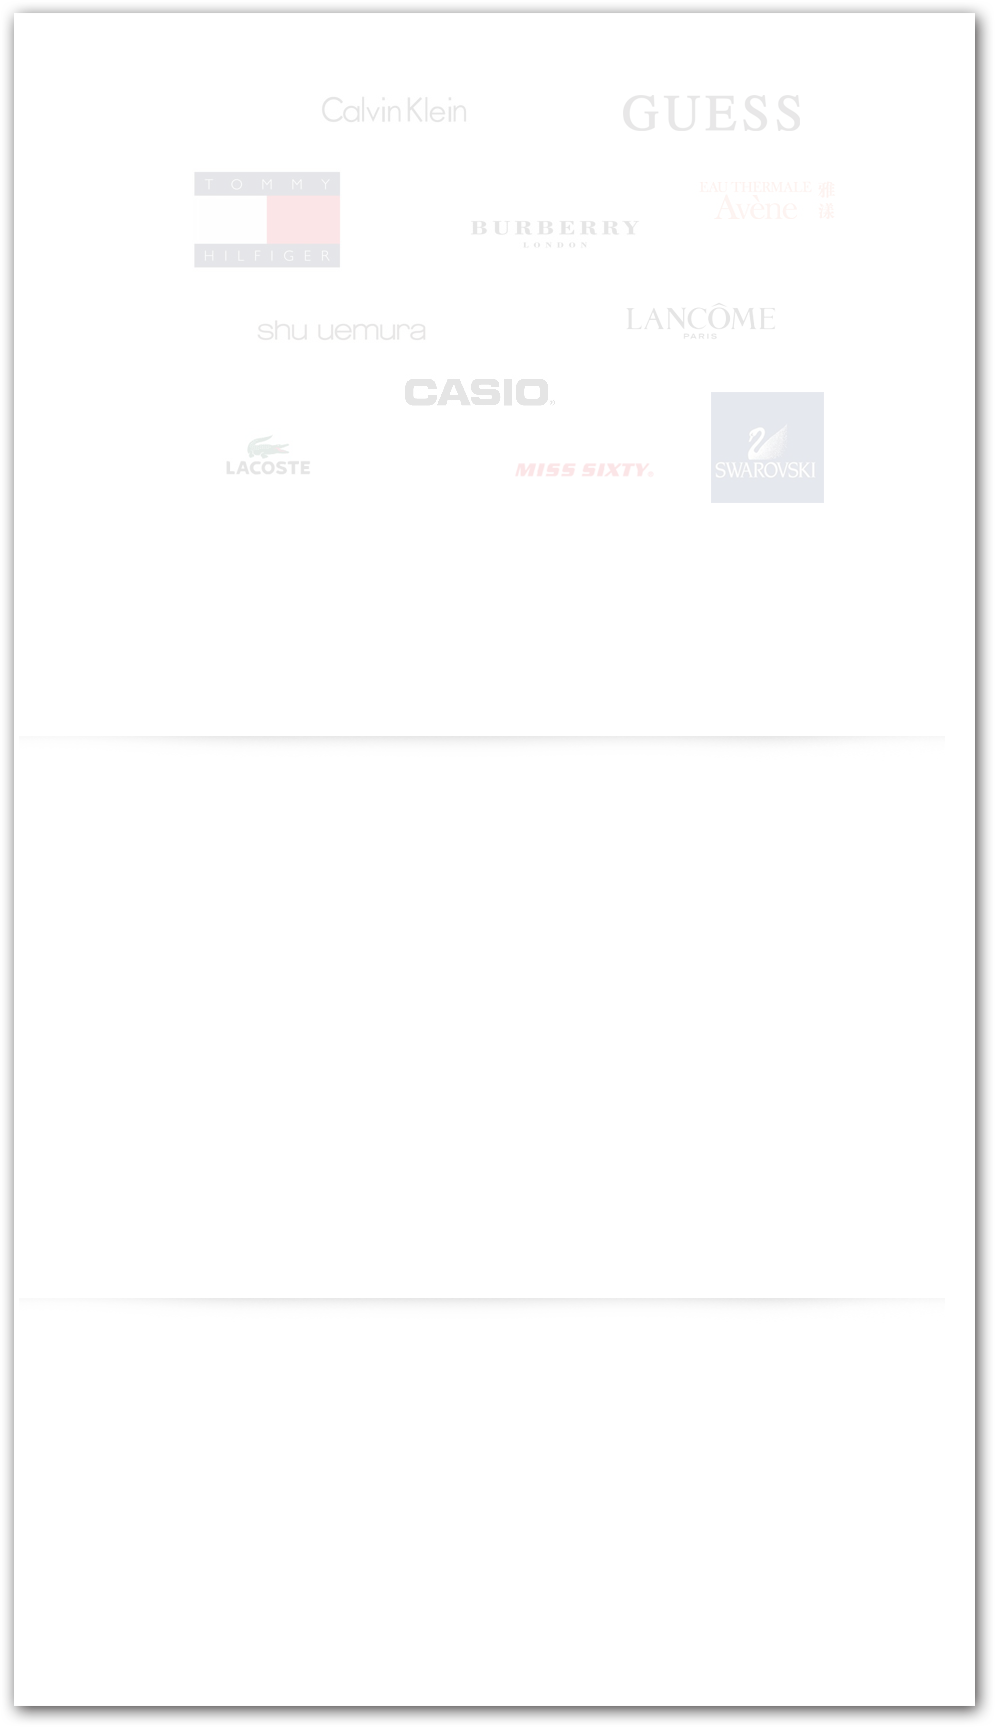 Calvin Klein
GUESS
TOMMY
HILFIGER
EAU THERMALE
Avène
雅
漾
BURBERRY
LONDON
shu uemura
LANCÔME
PARIS
CASIO
LACOSTE
MISS SIXTY
SWAROVSKI